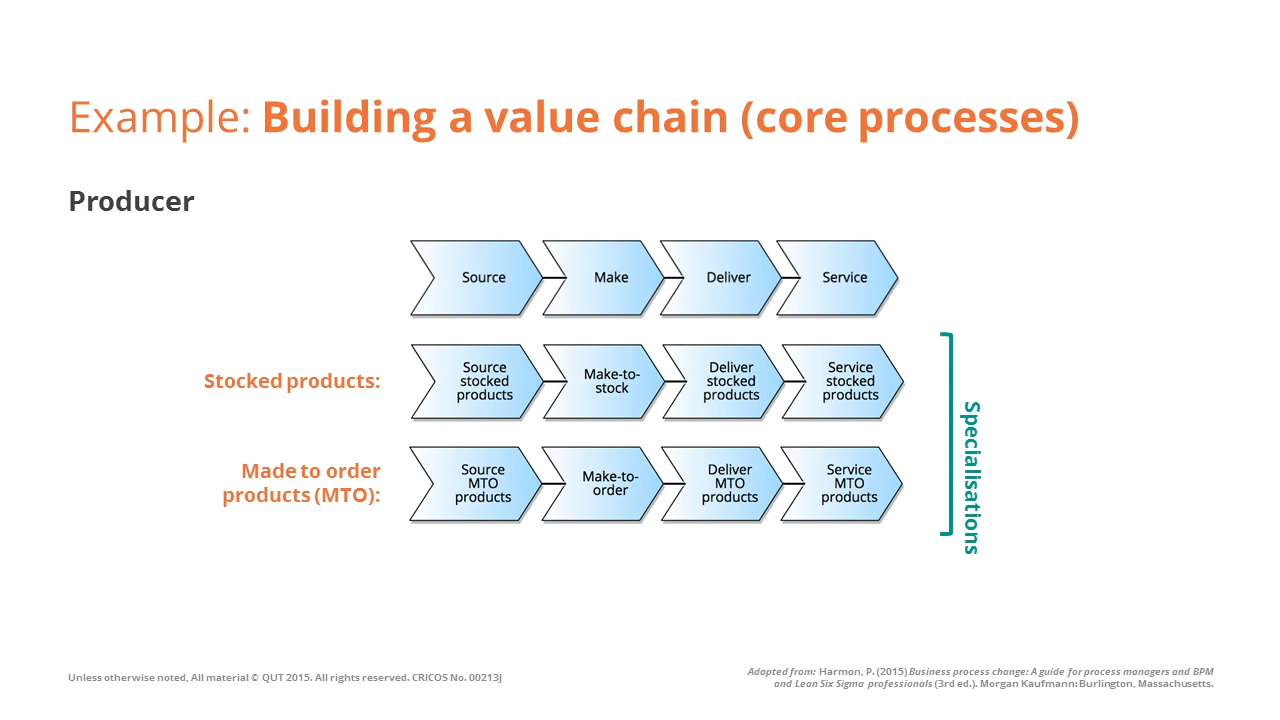 Example: Building a value chain (core processes)
Producer
Source
Make
Deliver
Service
Stocked products:
Source
stocked
products
Make-to-
stock
Deliver
stocked
products
Service
stocked
products
Made to order
products (MTO):
Source
MTO
products
Make-to-
order
Deliver
MTO
products
Service
MTO
products
Specialisations
Unless otherwise noted, All material © QUT 2015. All rights reserved. CRICOS No. 00213J
Adapted from: Harmon, P. (2015) Business process change: A guide for process managers and BPM
and Lean Six Sigma professionals (3rd ed.). Morgan Kaufmann: Burlington, Massachusetts.